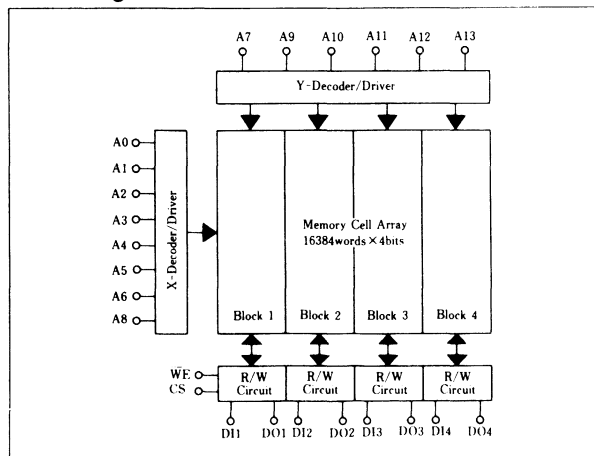 A7 A9 A10 A11 A12 A13
Y-Decoder/Driver
A0
A1
A2
A3
A4
A5
A6
A8
X-Decoder/Driver
Memory Cell Array
16384words × 4bits
Block 1 Block 2 Block 3 Block 4
WE
CS
R/W Circuit
R/W Circuit
R/W Circuit
R/W Circuit
DI1 DO1 DI2 DO2 DI3 DO3 DI4 DO4